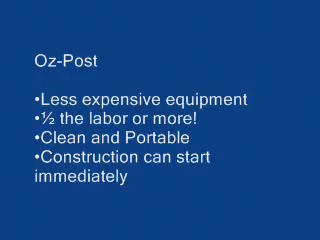 Oz-Post
•Less expensive equipment
•½ the labor or more!
•Clean and Portable
•Construction can start
immediately